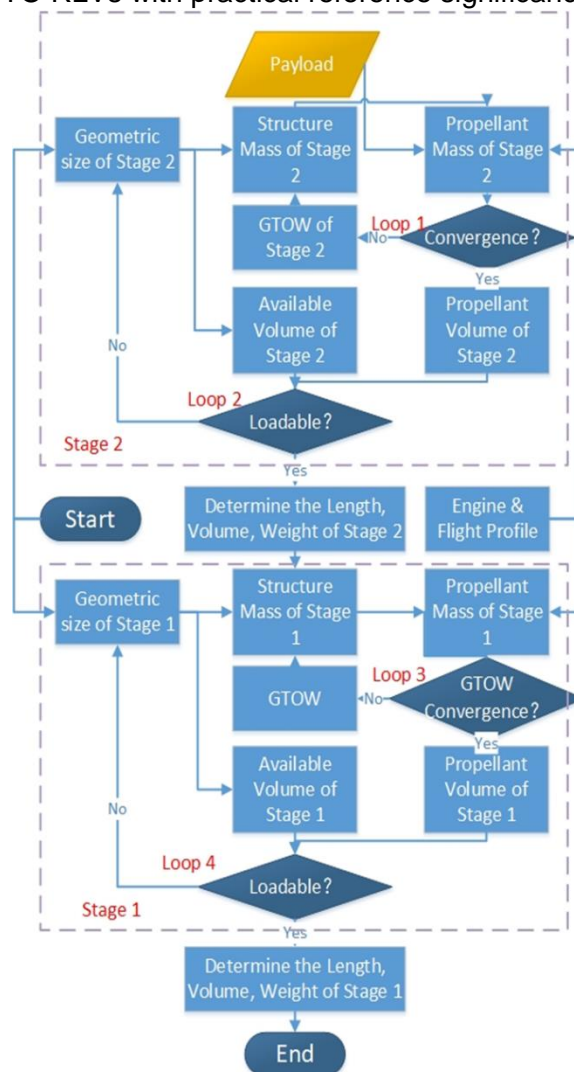 with practical reference
Payload
Geometric
size of Stage 2
Structure
Mass of Stage
2
Propellant
Mass of Stage
2
GTOW of
Stage 2
Loop 1
No
Convergence?
Yes
Available
Volume of
Stage 2
Propellant
Volume of
Stage 2
No
Loop 2
Loadable?
Stage 2
Yes
Start
Determine the Length,
Volume, Weight of Stage 2
Engine &
Flight Profile
Geometric
size of Stage 1
Structure
Mass of Stage
1
Propellant
Mass of Stage
1
Loop 3
GTOW
No
GTOW
Convergence?
Yes
Available
Volume of
Stage 1
Propellant
Volume of
Stage 1
No
Loop 4
Loadable?
Stage 1
Yes
Determine the Length,
Volume, Weight of Stage 1
End